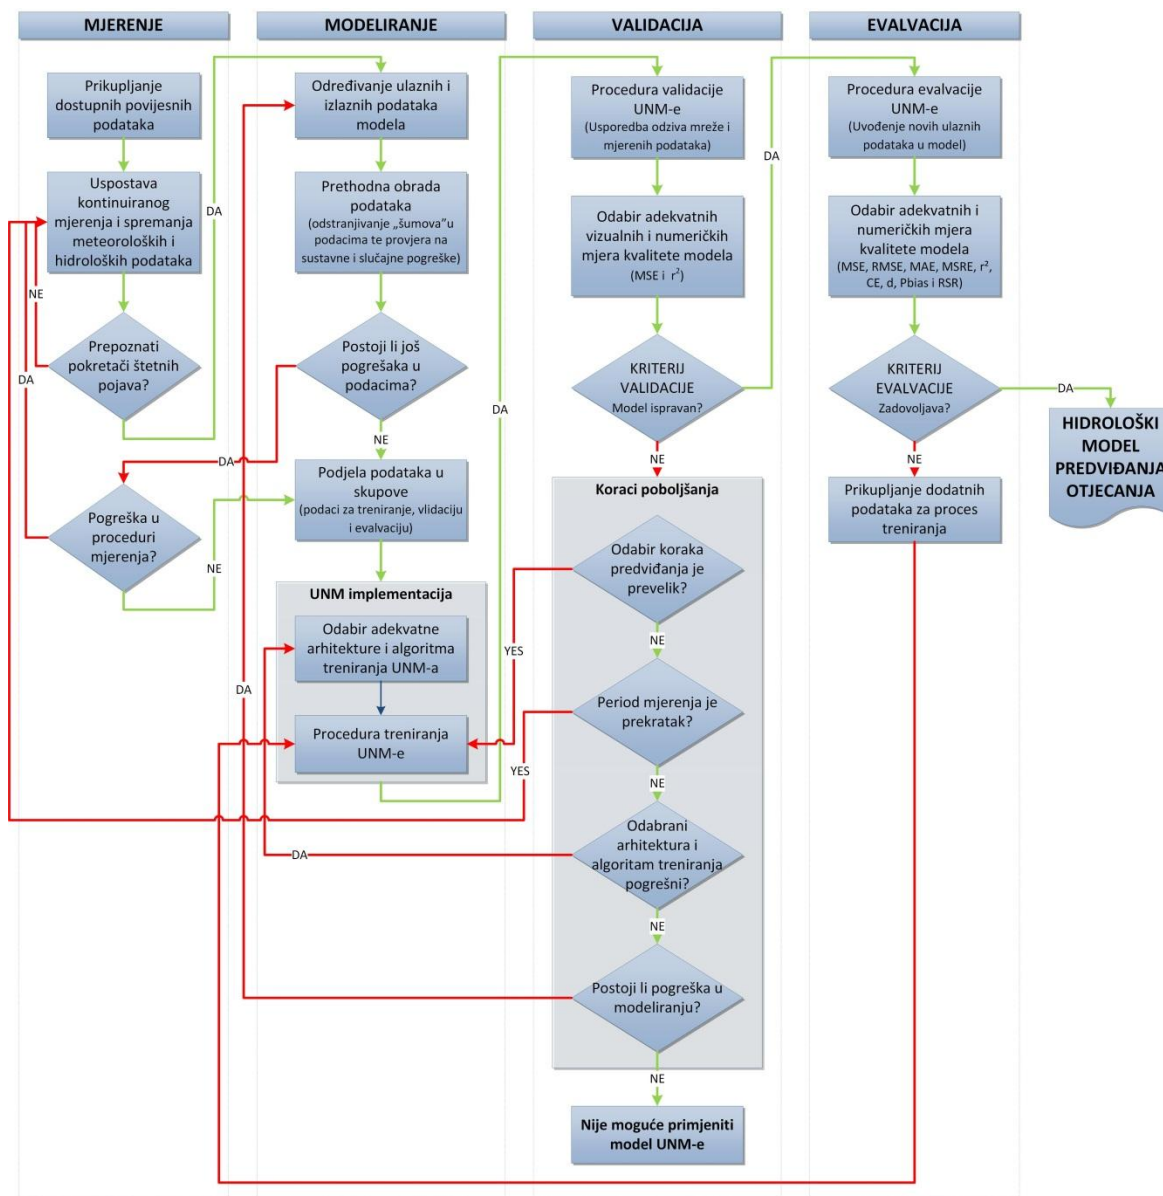 MJERENJE
MODELIRANJE
VALIDACIJA
EVALVACIJA
Prikupljanje
dostupnih povijesnih
podataka
Uspostava
kontinuiranog
mjerenja i spremanja
meteoroloških i
hidroloških podataka
NE
DA
Prepoznati
pokretači štetnih
pojava?
DA
Pogreška u
proceduri
mjerenja?
NE
Određivanje ulaznih i
izlaznih podataka
modela
Prethodna obrada
podataka
(odstranjivanje „šumova“u
podacima te provjera na
sustavne i slučajne pogreške)
Postoji li još
pogrešaka u
podacima?
DA
NE
Podjela podataka u
skupove
(podaci za treniranje, vlidaciju
i evalvaciju)
UNM implementacija
Odabir adekvatne
arhitekture i algoritma
treniranja UNM-a
DA
Procedura treniranja
UNM-e
DA
Procedura validacije
UNM-e
(Usporedba odziva mreže i
mjerenih podataka)
Odabir adekvatnih
vizualnih i numeričkih
mjera kvalitete modela
(MSE i r²)
KRITERIJ
VALIDACIJE
Model ispravan?
DA
NE
Koraci poboljšanja
Odabir koraka
predviđanja je
prevelik?
YES
NE
Period mjerenja je
prekratak?
YES
NE
Odabrani
arhitektura i
algoritam treniranja
pogrešni?
DA
NE
Postoji li pogreška u
modeliranju?
NE
Nije moguće primjeniti
model UNM-e
Procedura evalvacije
UNM-e
(Uvođenje novih ulaznih
podataka u model)
Odabir adekvatnih i
numeričkih mjera
kvalitete modela
(MSE, RMSE, MAE, MSRE, r²,
CE, d, Pbias i RSR)
KRITERIJ
EVALVACIJE
Zadovoljava?
DA
NE
Prikupljanje dodatnih
podataka za proces
treniranja
HIDROLOŠKI
MODEL
PREDVIĐANJA
OTJECANJA